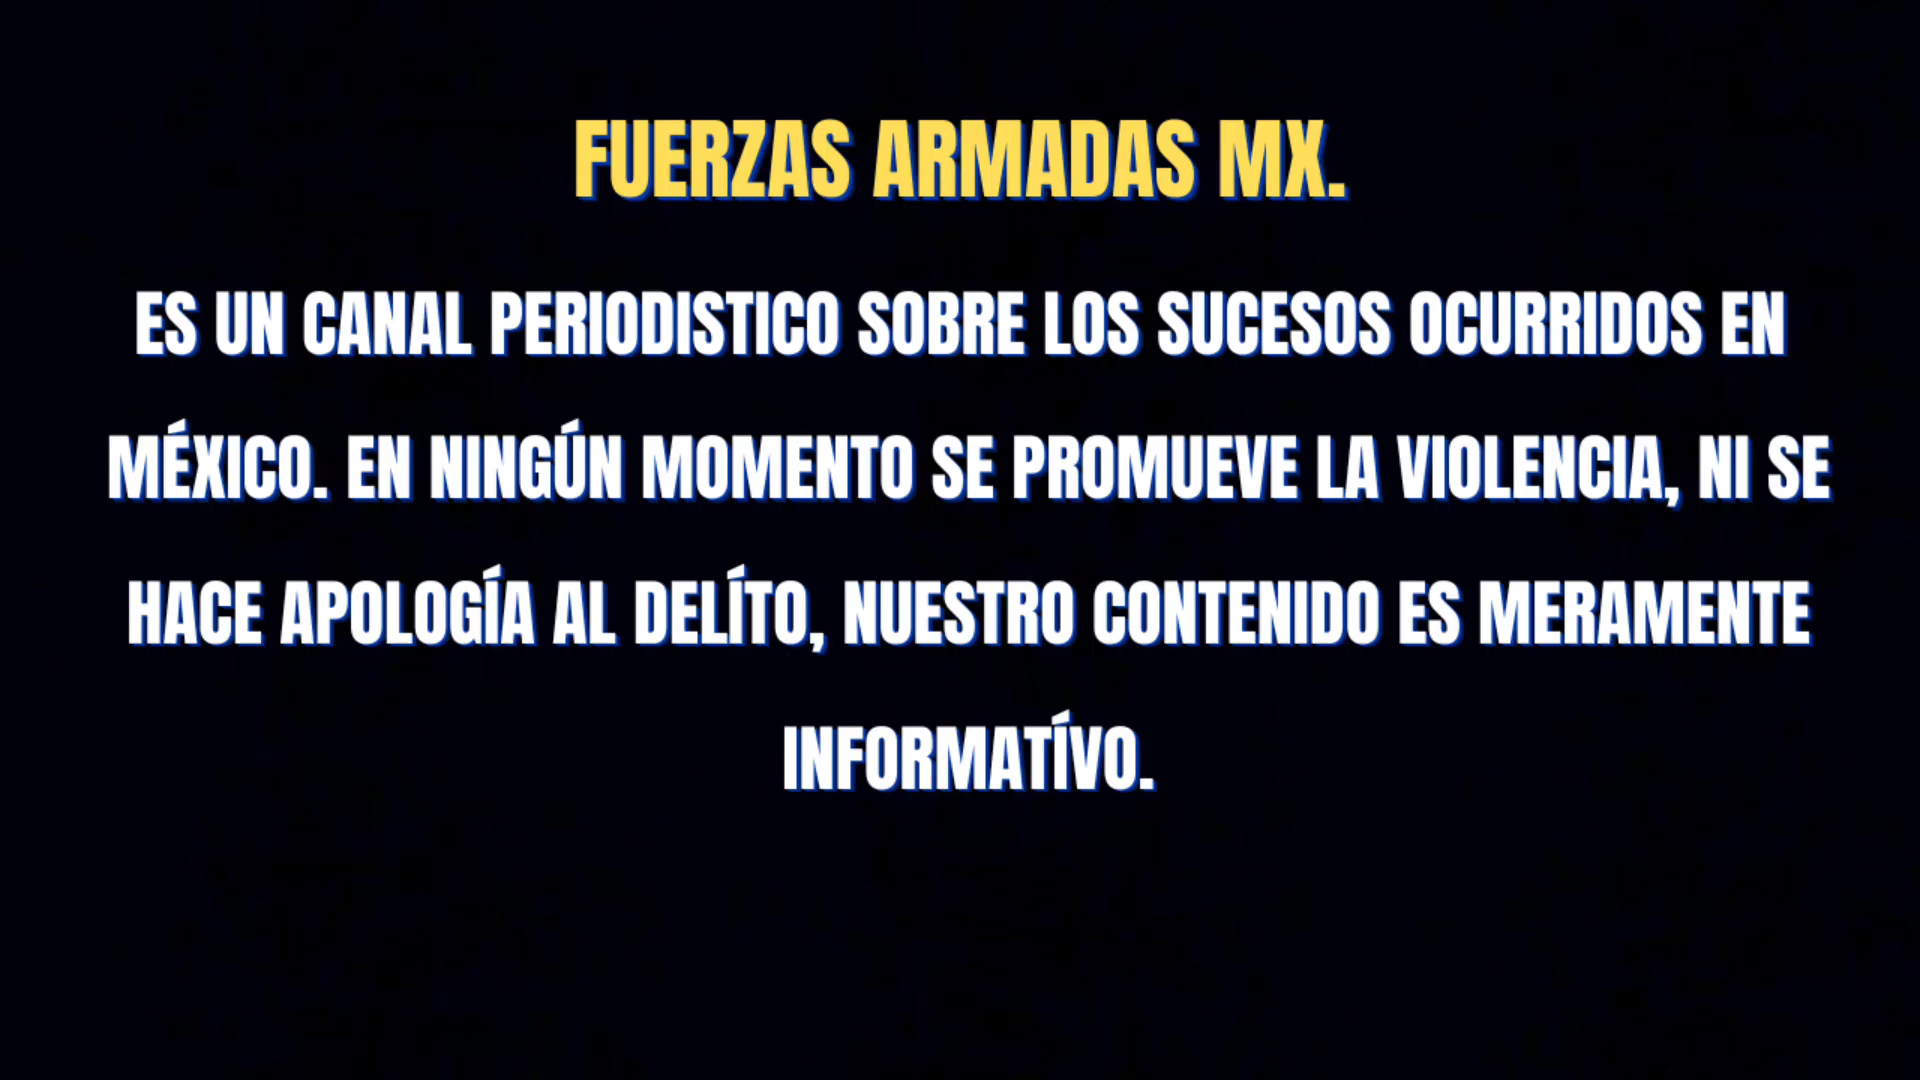 FUERZAS ARMADAS MX.
ES UN CANAL PERIODISTICO SOBRE LOS SUCESOS OCURRIDOS EN
MÉXICO. EN NINGÚN MOMENTO SE PROMUEVE LA VIOLENCIA, NI SE
HACE APOLOGÍA AL DELÍTO, NUESTRO CONTENIDO ES MERAMENTE
INFORMATÍVO.